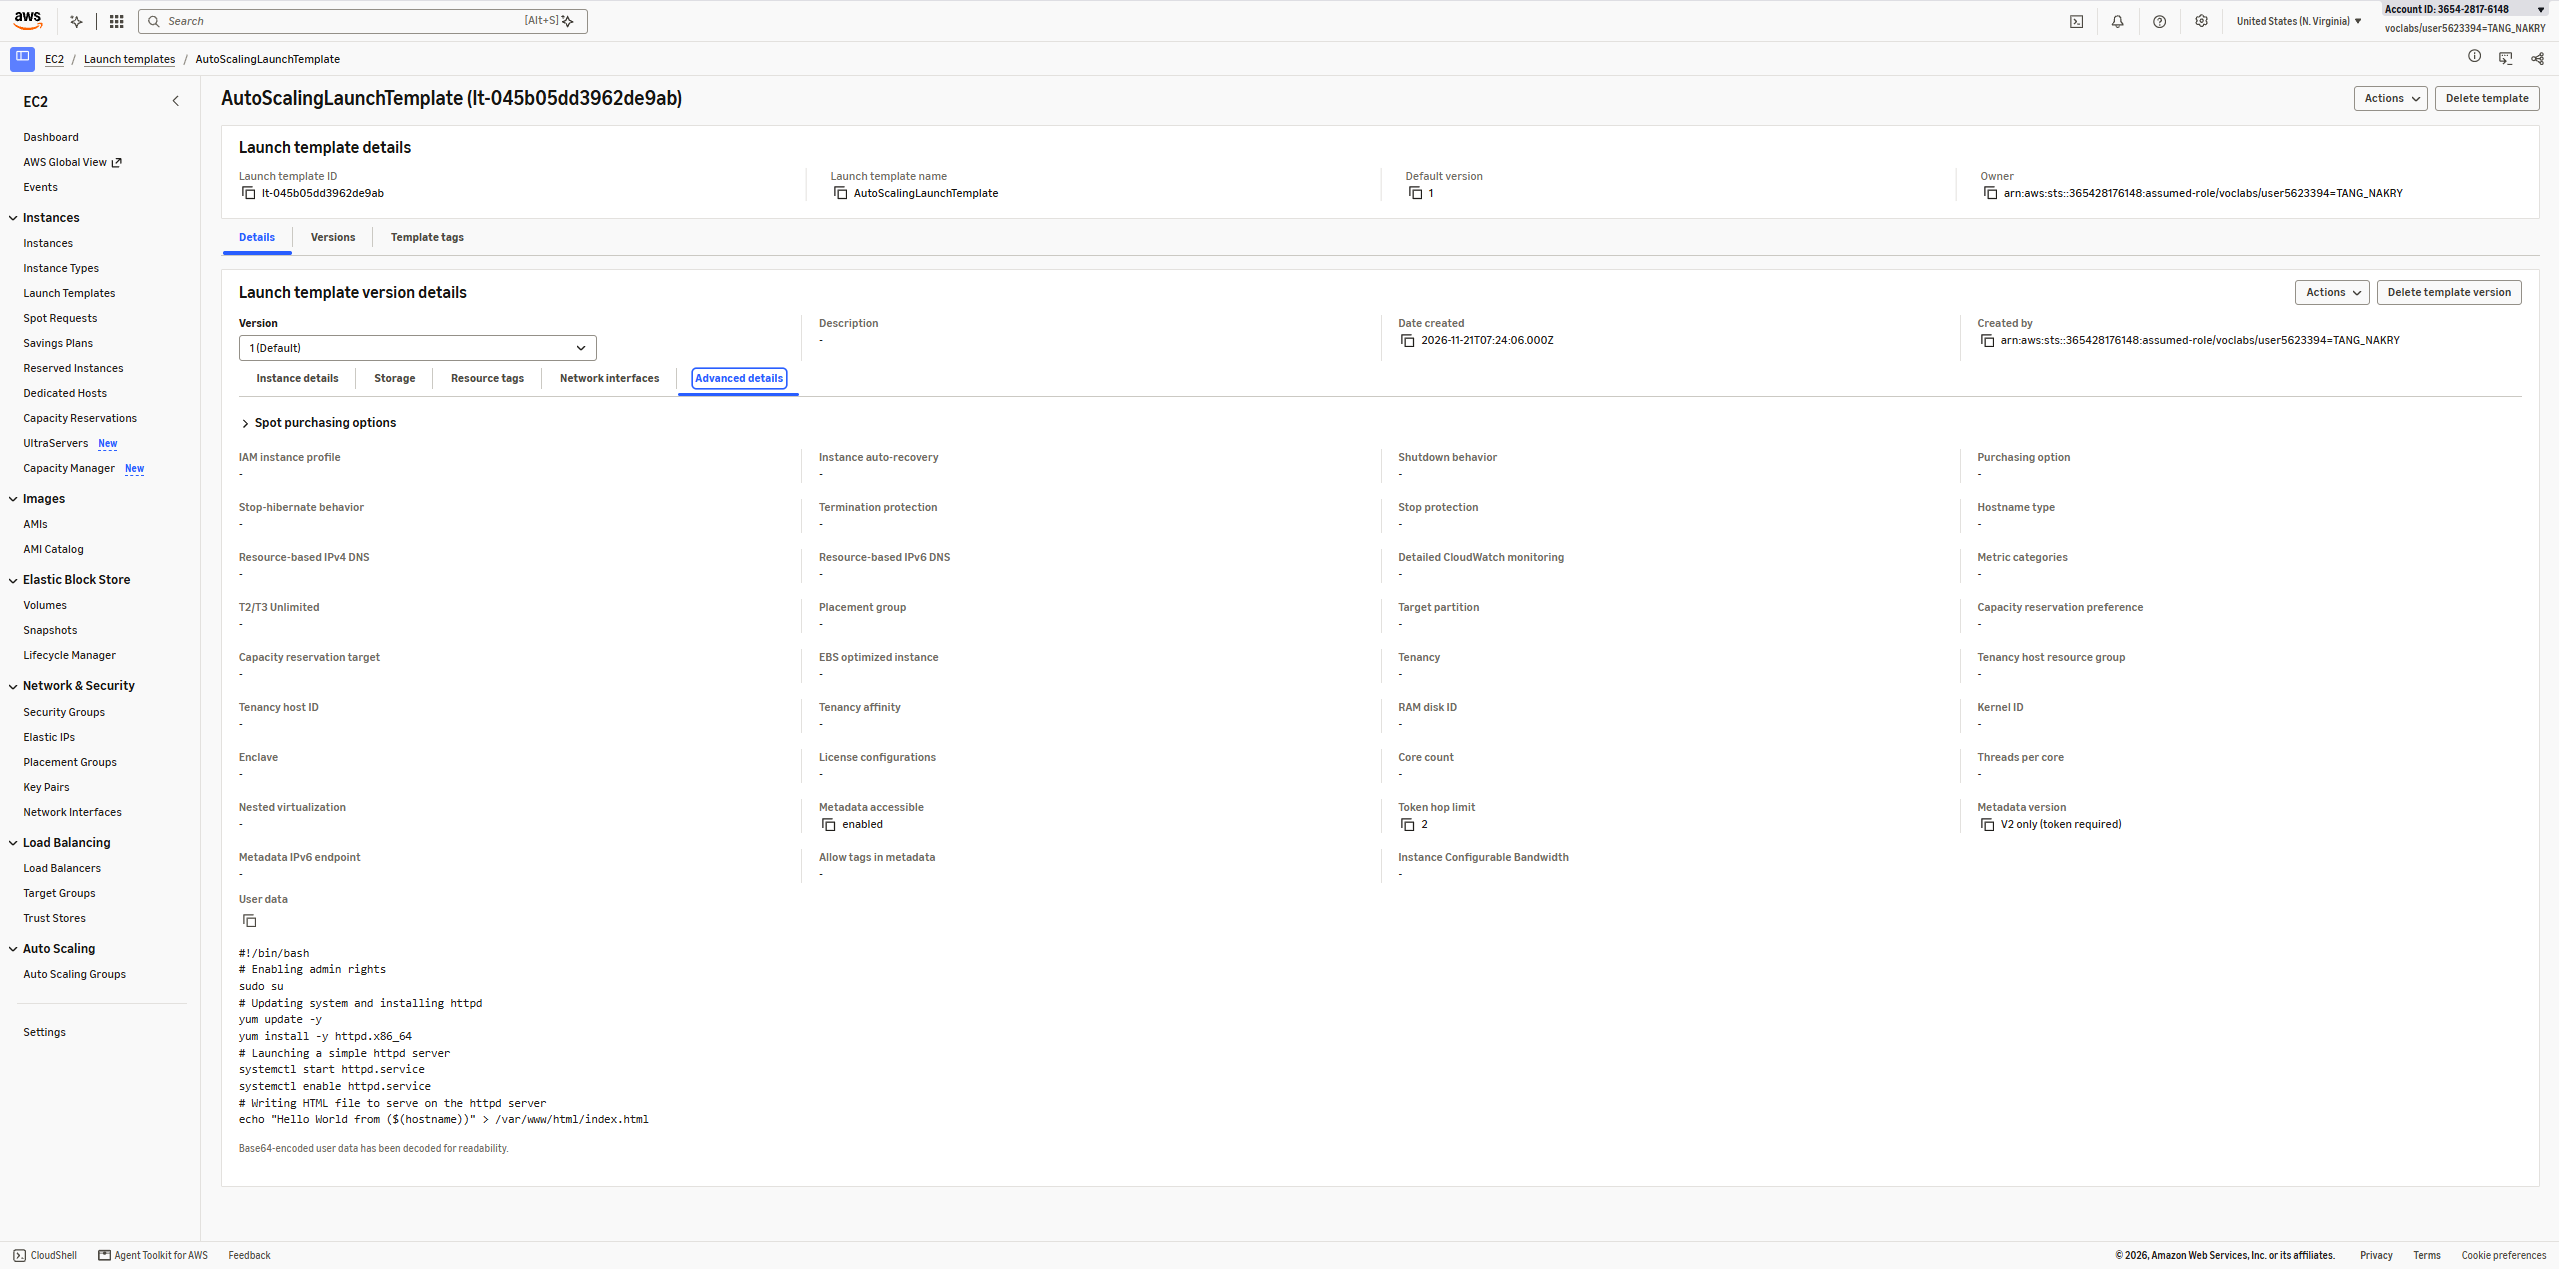 aws
Search
[Alt+S]
United States (N. Virginia)
Account ID: 3654-2817-6148
voclabs/user5623394=TANG_NAKRY
EC2 / Launch templates / AutoScalingLaunchTemplate
EC2
Dashboard
AWS Global View
Events
Instances
Instances
Instance Types
Launch Templates
Spot Requests
Savings Plans
Reserved Instances
Dedicated Hosts
Capacity Reservations
UltraServers New
Capacity Manager New
Images
AMIs
AMI Catalog
Elastic Block Store
Volumes
Snapshots
Lifecycle Manager
Network & Security
Security Groups
Elastic IPs
Placement Groups
Key Pairs
Network Interfaces
Load Balancing
Load Balancers
Target Groups
Trust Stores
Auto Scaling
Auto Scaling Groups
Settings
AutoScalingLaunchTemplate (lt-045b05dd3962de9ab)
Actions
Delete template
Launch template details
Launch template ID
lt-045b05dd3962de9ab
Launch template name
AutoScalingLaunchTemplate
Default version
1
Owner
arn:aws:sts::365428176148:assumed-role/voclabs/user5623394=TANG_NAKRY
Details
Versions
Template tags
Launch template version details
Actions
Delete template version
Version
1 (Default)
Description
-
Date created
2026-11-21T07:24:06.000Z
Created by
arn:aws:sts::365428176148:assumed-role/voclabs/user5623394=TANG_NAKRY
Instance details
Storage
Resource tags
Network interfaces
Advanced details
Spot purchasing options
IAM instance profile
-
Instance auto-recovery
-
Shutdown behavior
-
Purchasing option
-
Stop-hibernate behavior
-
Termination protection
-
Stop protection
-
Hostname type
-
Resource-based IPv4 DNS
-
Resource-based IPv6 DNS
-
Detailed CloudWatch monitoring
-
Metric categories
-
T2/T3 Unlimited
-
Placement group
-
Target partition
-
Capacity reservation preference
-
Capacity reservation target
-
EBS optimized instance
-
Tenancy
-
Tenancy host resource group
-
Tenancy host ID
-
Tenancy affinity
-
RAM disk ID
-
Kernel ID
-
Enclave
-
License configurations
-
Core count
-
Threads per core
-
Nested virtualization
-
Metadata accessible
enabled
Token hop limit
2
Metadata version
V2 only (token required)
Metadata IPv6 endpoint
-
Allow tags in metadata
-
Instance Configurable Bandwidth
-
User data
#!/bin/bash
# Enabling admin rights
sudo su
# Updating system and installing httpd
yum update -y
yum install -y httpd.x86_64
# Launching a simple httpd server
systemctl start httpd.service
systemctl enable httpd.service
# Writing HTML file to serve on the httpd server
echo "Hello World from ($(hostname))" > /var/www/html/index.html
Base64-encoded user data has been decoded for readability.
CloudShell
Agent Toolkit for AWS
Feedback
© 2026, Amazon Web Services, Inc. or its affiliates.
Privacy
Terms
Cookie preferences